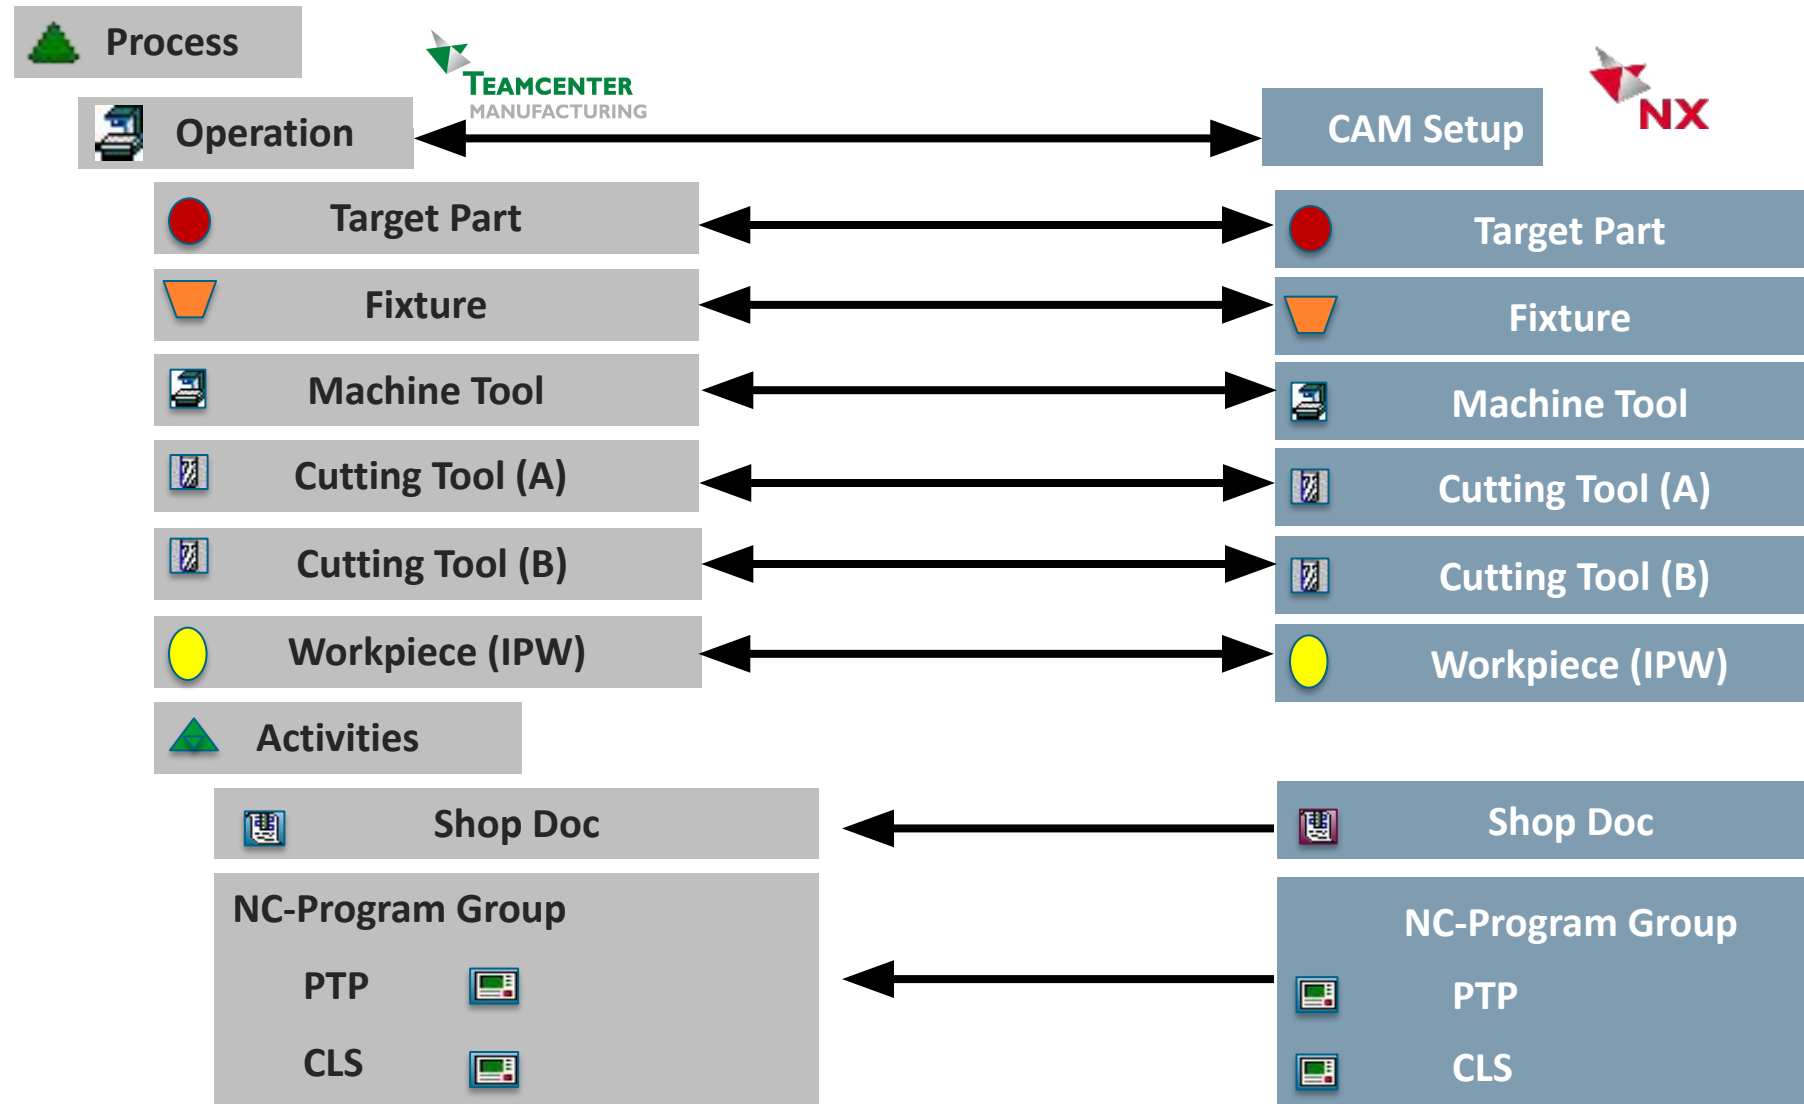 Process
TEAMCENTER
MANUFACTURING
NX
Operation
CAM Setup
Target Part
Target Part
Fixture
Fixture
Machine Tool
Machine Tool
Cutting Tool (A)
Cutting Tool (A)
Cutting Tool (B)
Cutting Tool (B)
Workpiece (IPW)
Workpiece (IPW)
Activities
Shop Doc
Shop Doc
NC-Program Group
NC-Program Group
PTP
PTP
CLS
CLS